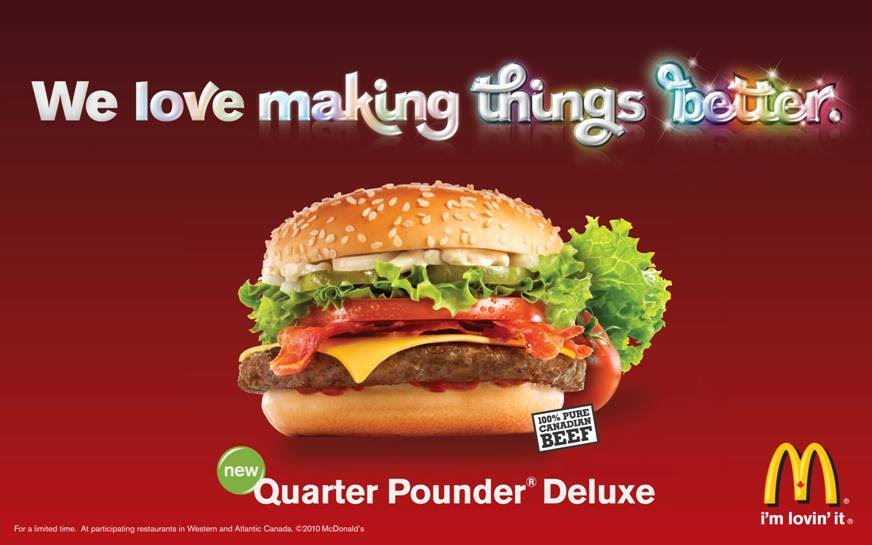 We love making things better.
100% PURE
CANADIAN
BEEF
new
Quarter Pounder® Deluxe
®
i'm lovin' it®
For a limited time. At participating restaurants in Western and Atlantic Canada. ©2010 McDonald's